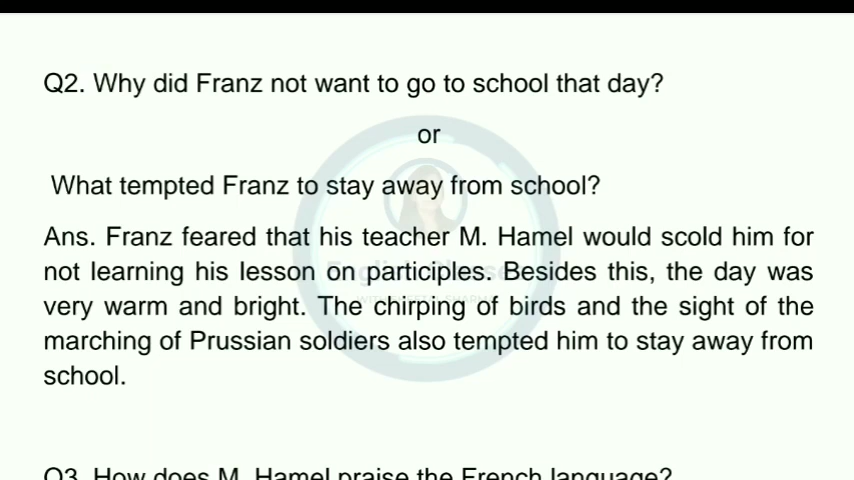 Q2. Why did Franz not want to go to school that day?
or
What tempted Franz to stay away from school?
Ans. Franz feared that his teacher M. Hamel would scold him for
not learning his lesson on participles. Besides this, the day was
very warm and bright. The chirping of birds and the sight of the
marching of Prussian soldiers also tempted him to stay away from
school.
Q3. How does M. Hamel praise the French language?